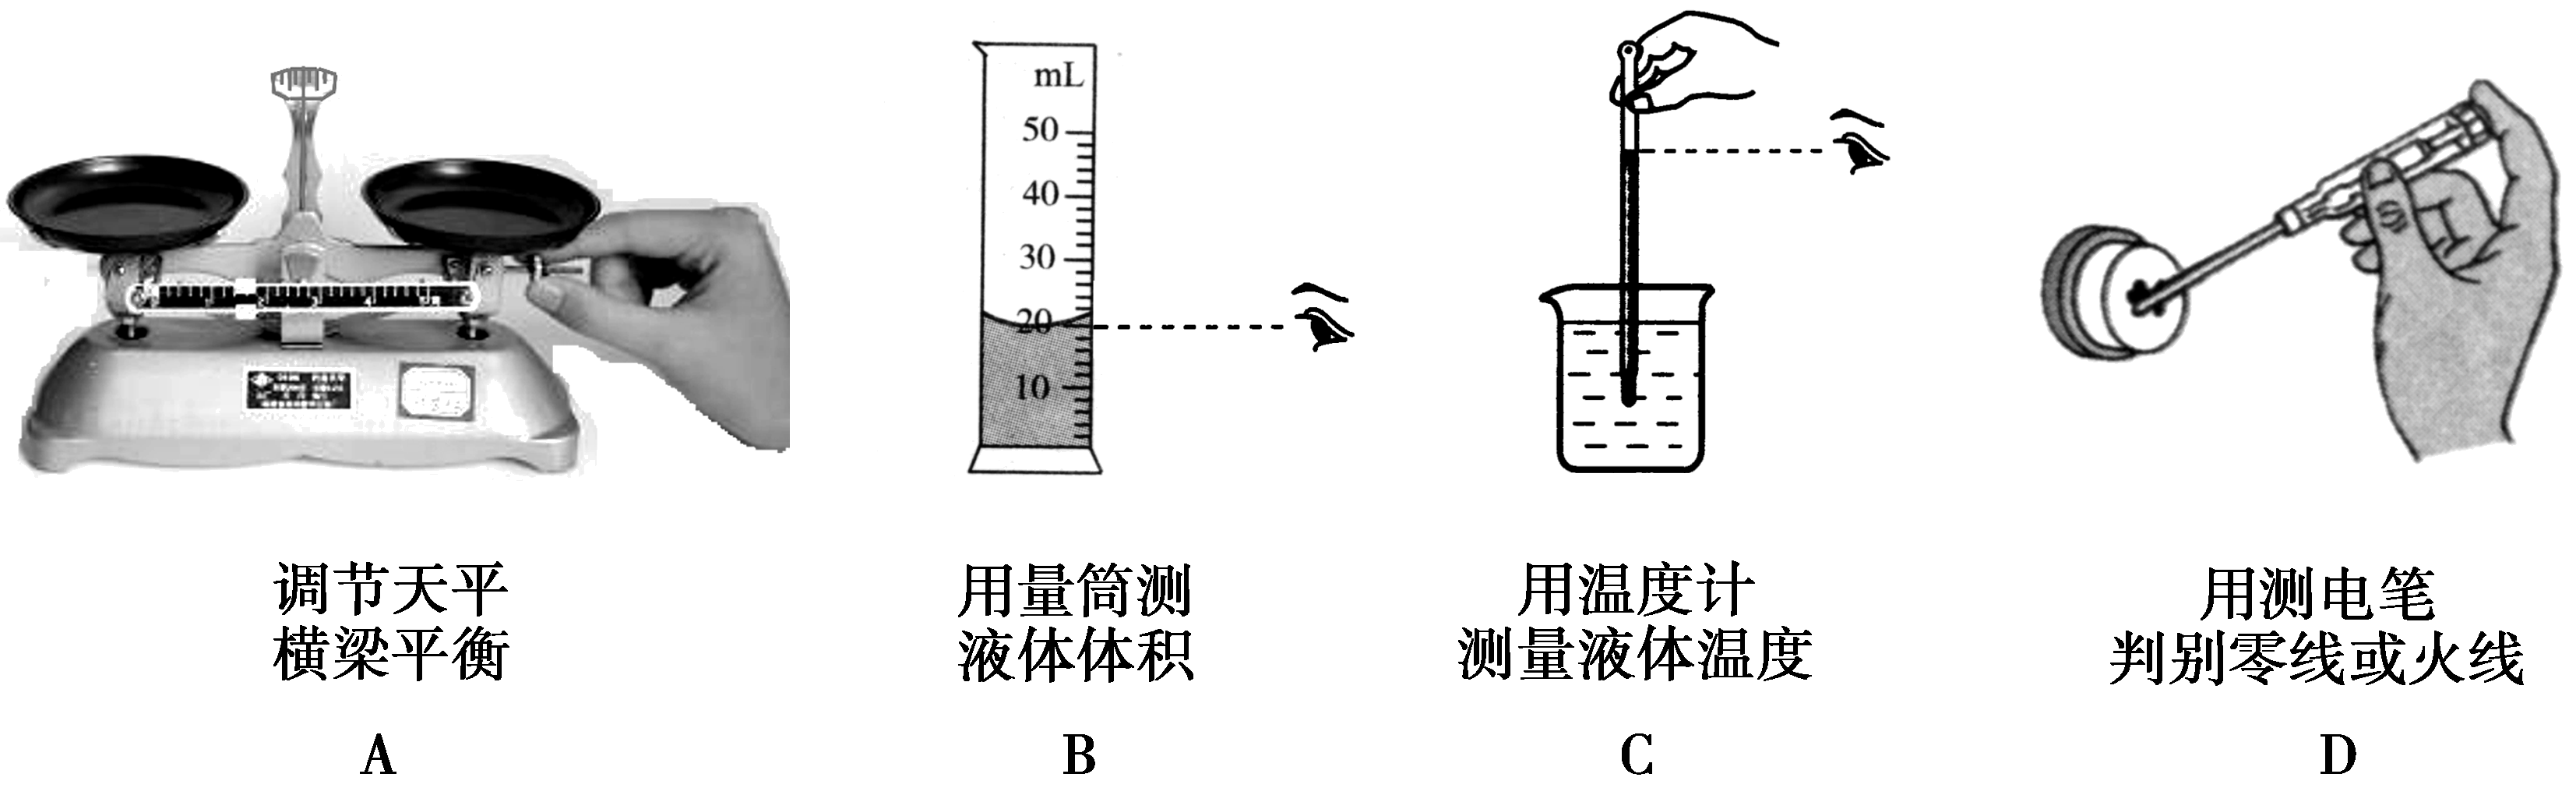 mL
50
40
30
20
10
调节天平
横梁平衡
用量筒测
液体体积
用温度计
测量液体温度
用测电笔
判别零线或火线
A
B
C
D